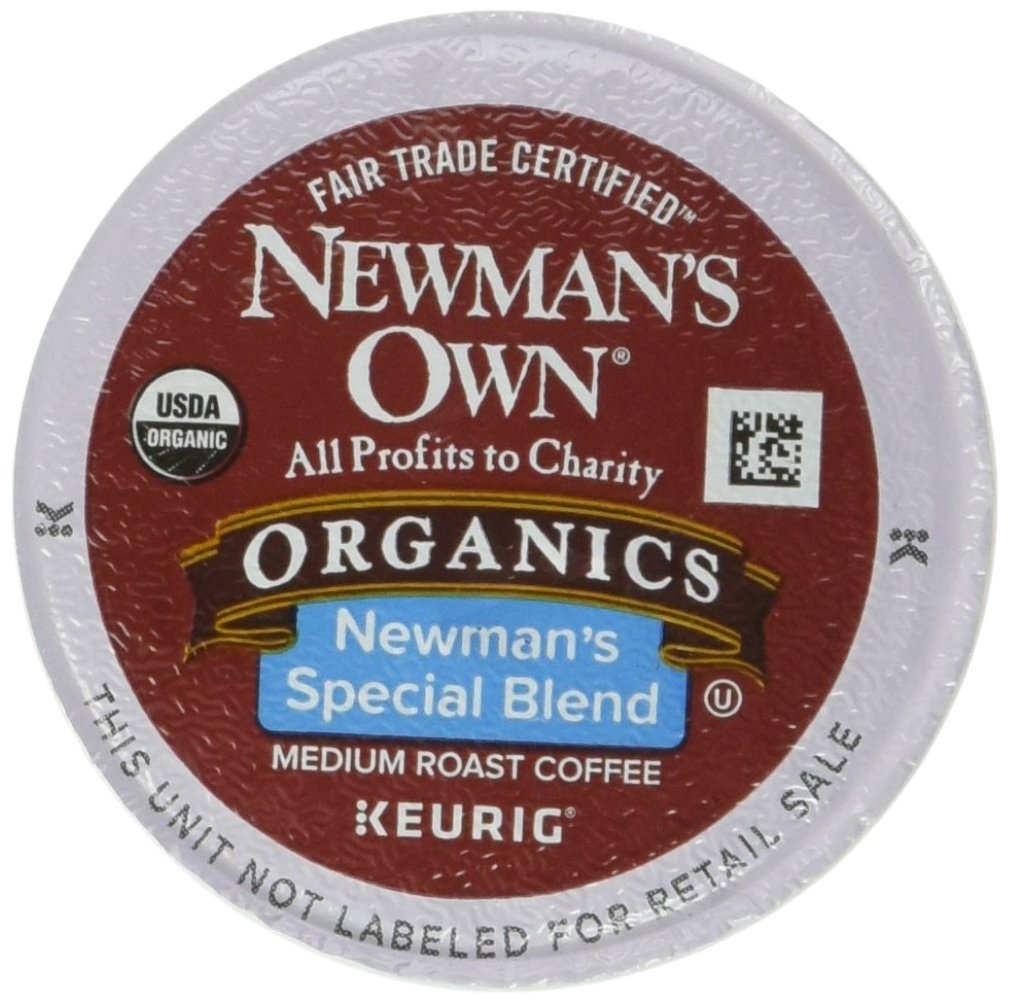 FAIR TRADE CERTIFIED™
NEWMAN'S
OWN®
USDA
ORGANIC
All Profits to Charity
ORGANICS
Newman's
Special Blend
U
MEDIUM ROAST COFFEE
KEURIG®
THIS UNIT NOT LABELED FOR RETAIL SALE
K
K